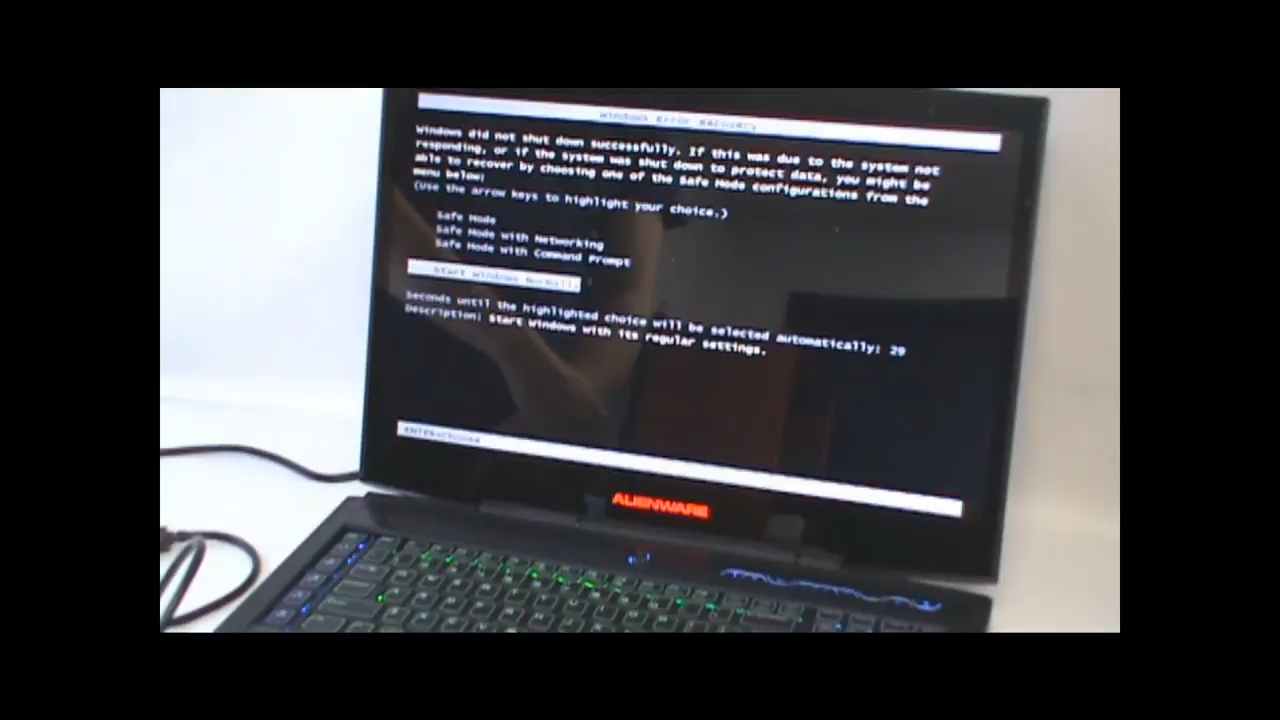 Windows Error Recovery
Windows did not shut down successfully. If this was due to the system not
responding, or if the system was shut down to protect data, you might be
able to recover by choosing one of the Safe Mode configurations from the
menu below:
(Use the arrow keys to highlight your choice.)
Safe Mode
Safe Mode with Networking
Safe Mode with Command Prompt
Start Windows Normally
Seconds until the highlighted choice will be selected automatically: 29
Description: Start Windows with its regular settings.
ENTER=Choose
ALIENWARE